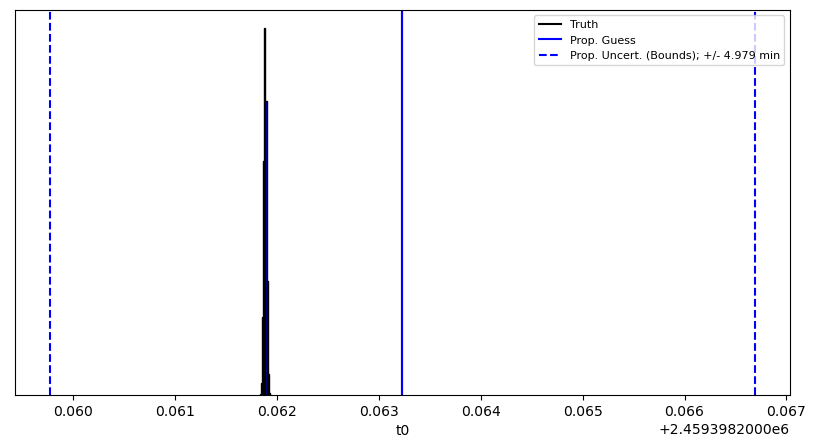 Truth
Prop. Guess
Prop. Uncert. (Bounds); +/- 4.979 min
0.060 0.061 0.062 0.063 0.064 0.065 0.066 0.067
t0
+2.4593982000e6